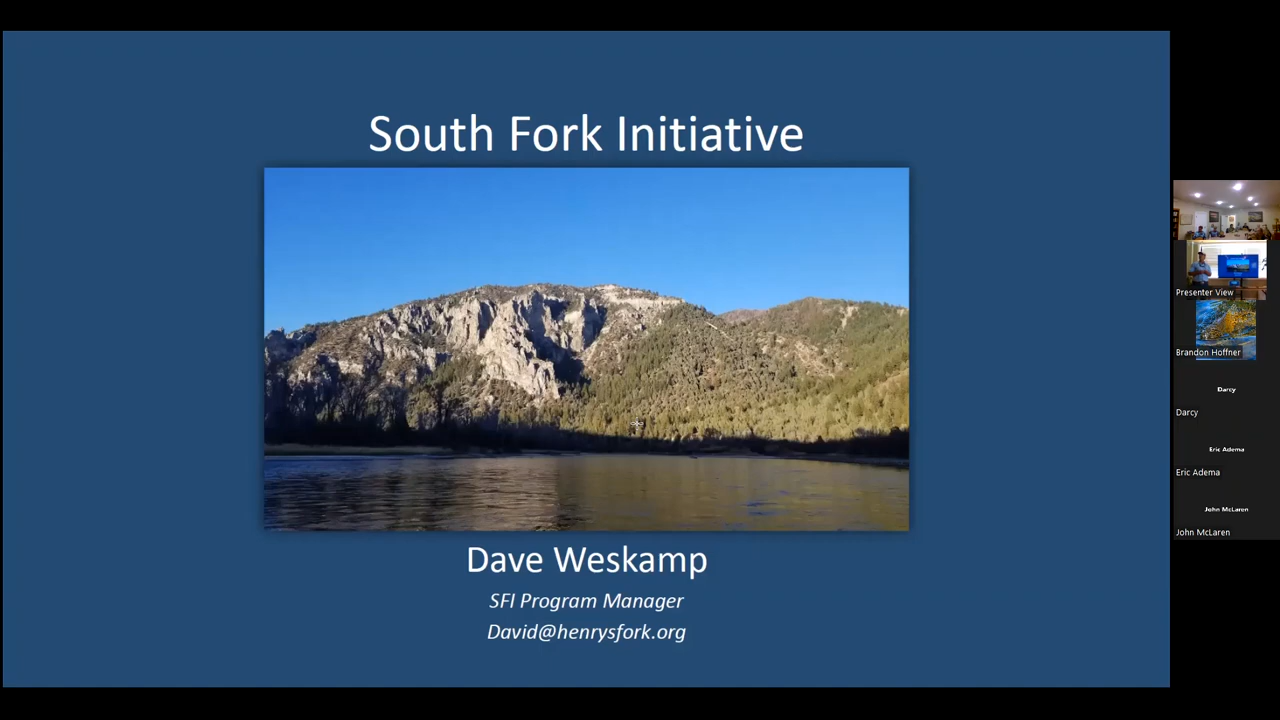 South Fork Initiative
Dave Weskamp
SFI Program Manager
David@henrysfork.org
Presenter View
Brandon Hoffner
Darcy
Darcy
Eric Adema
Eric Adema
John McLaren
John McLaren